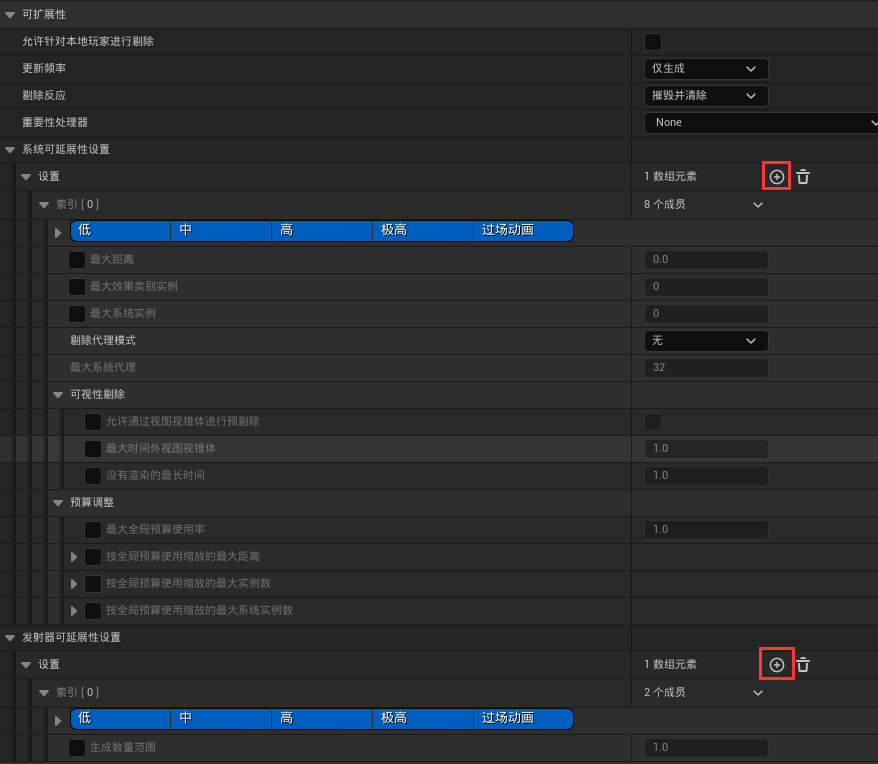 可扩展性
允许针对本地玩家进行剔除
更新频率 仅生成
剔除反应 摧毁并清除
重要性处理器 None
系统可延展性设置
设置 1 数组元素
索引 [ 0 ] 8 个成员
低 中 高 极高 过场动画
最大距离 0.0
最大效果类别实例 0
最大系统实例 0
剔除代理模式 无
最大系统代理 32
可视性剔除
允许通过视图视锥体进行预剔除
最大时间外视图视锥体 1.0
没有渲染的最长时间 1.0
预算调整
最大全局预算使用率 1.0
按全局预算使用缩放的最大距离
按全局预算使用缩放的最大实例数
按全局预算使用缩放的最大系统实例数
发射器可延展性设置
设置 1 数组元素
索引 [ 0 ] 2 个成员
低 中 高 极高 过场动画
生成数量范围 1.0